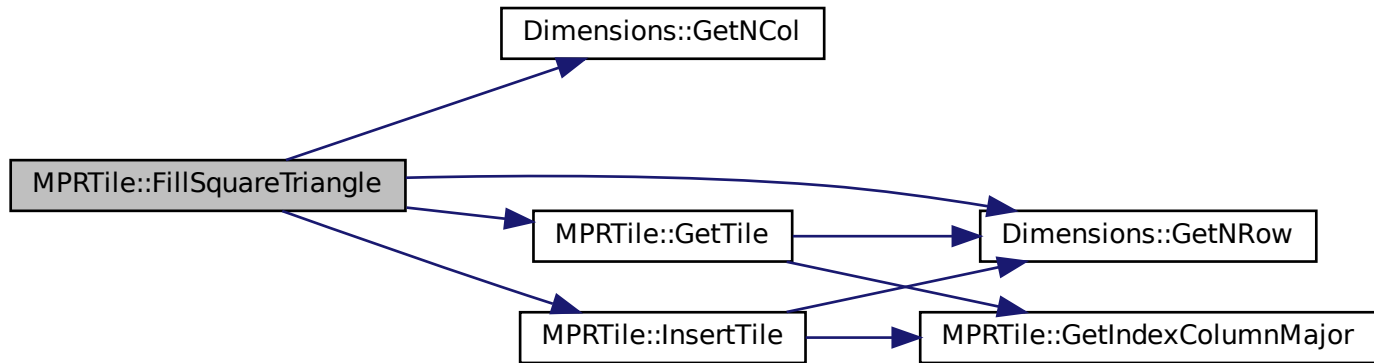 Dimensions::GetNCol
MPRTile::FillSquareTriangle
MPRTile::GetTile
Dimensions::GetNRow
MPRTile::InsertTile
MPRTile::GetIndexColumnMajor